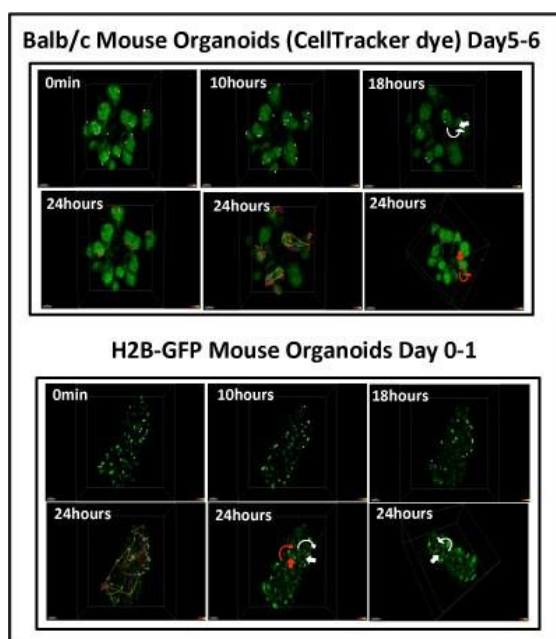 Balb/c Mouse Organoids (CellTracker dye) Day5-6
0min
10hours
18hours
24hours
24hours
24hours
H2B-GFP Mouse Organoids Day 0-1
0min
10hours
18hours
24hours
24hours
24hours